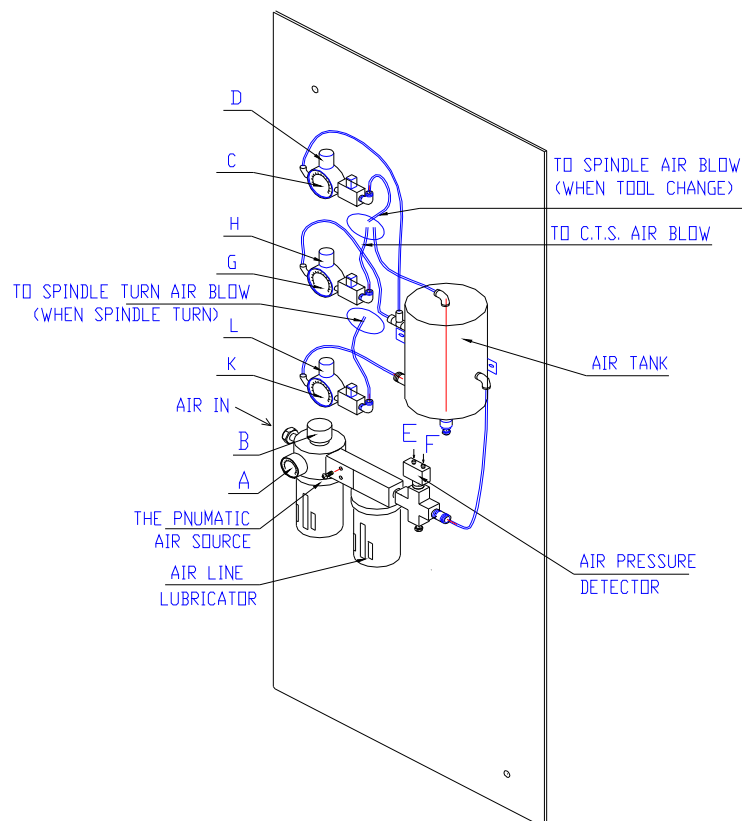 D
C
TO SPINDLE AIR BLOW
(WHEN TOOL CHANGE)
H
TO C.T.S. AIR BLOW
G
TO SPINDLE TURN AIR BLOW
(WHEN SPINDLE TURN)
L
K
AIR TANK
AIR IN
B
E
F
A
THE PNUMATIC
AIR SOURCE
AIR LINE
LUBRICATOR
AIR PRESSURE
DETECTOR